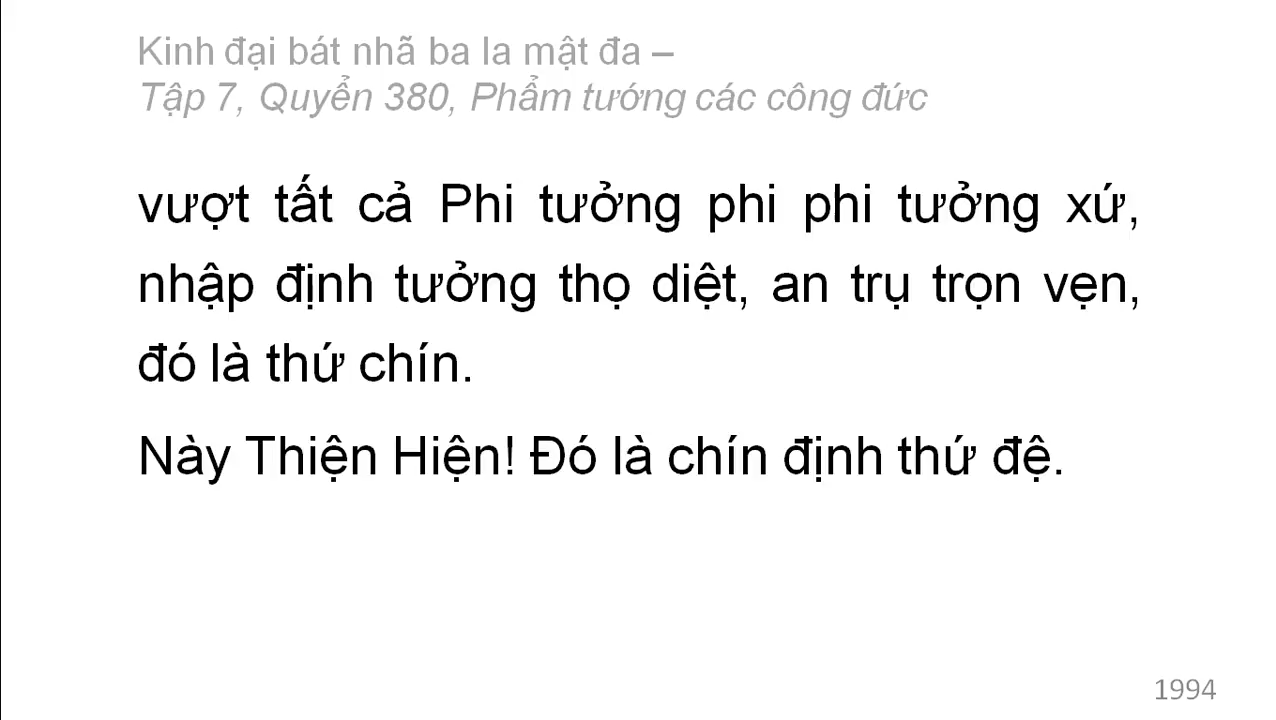 Kinh đại bát nhã ba la mật đa –
Tập 7, Quyển 380, Phẩm tướng các công đức
vượt tất cả Phi tưởng phi phi tưởng xứ,
nhập định tưởng thọ diệt, an trụ trọn vẹn,
đó là thứ chín.
Này Thiện Hiện! Đó là chín định thứ đệ.
1994